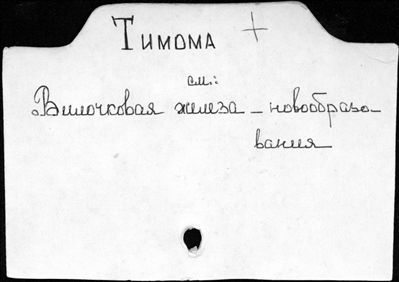 Тимома +
см.:
Вилочковая железа – новообразо-
вания